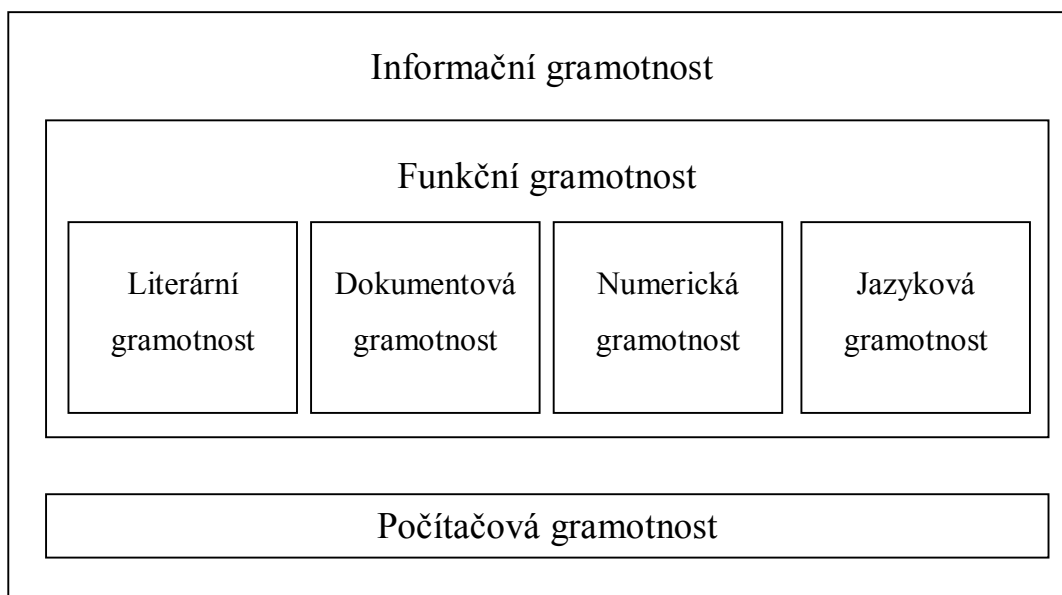 Informační gramotnost
Funkční gramotnost
Literární
gramotnost
Dokumentová
gramotnost
Numerická
gramotnost
Jazyková
gramotnost
Počítačová gramotnost